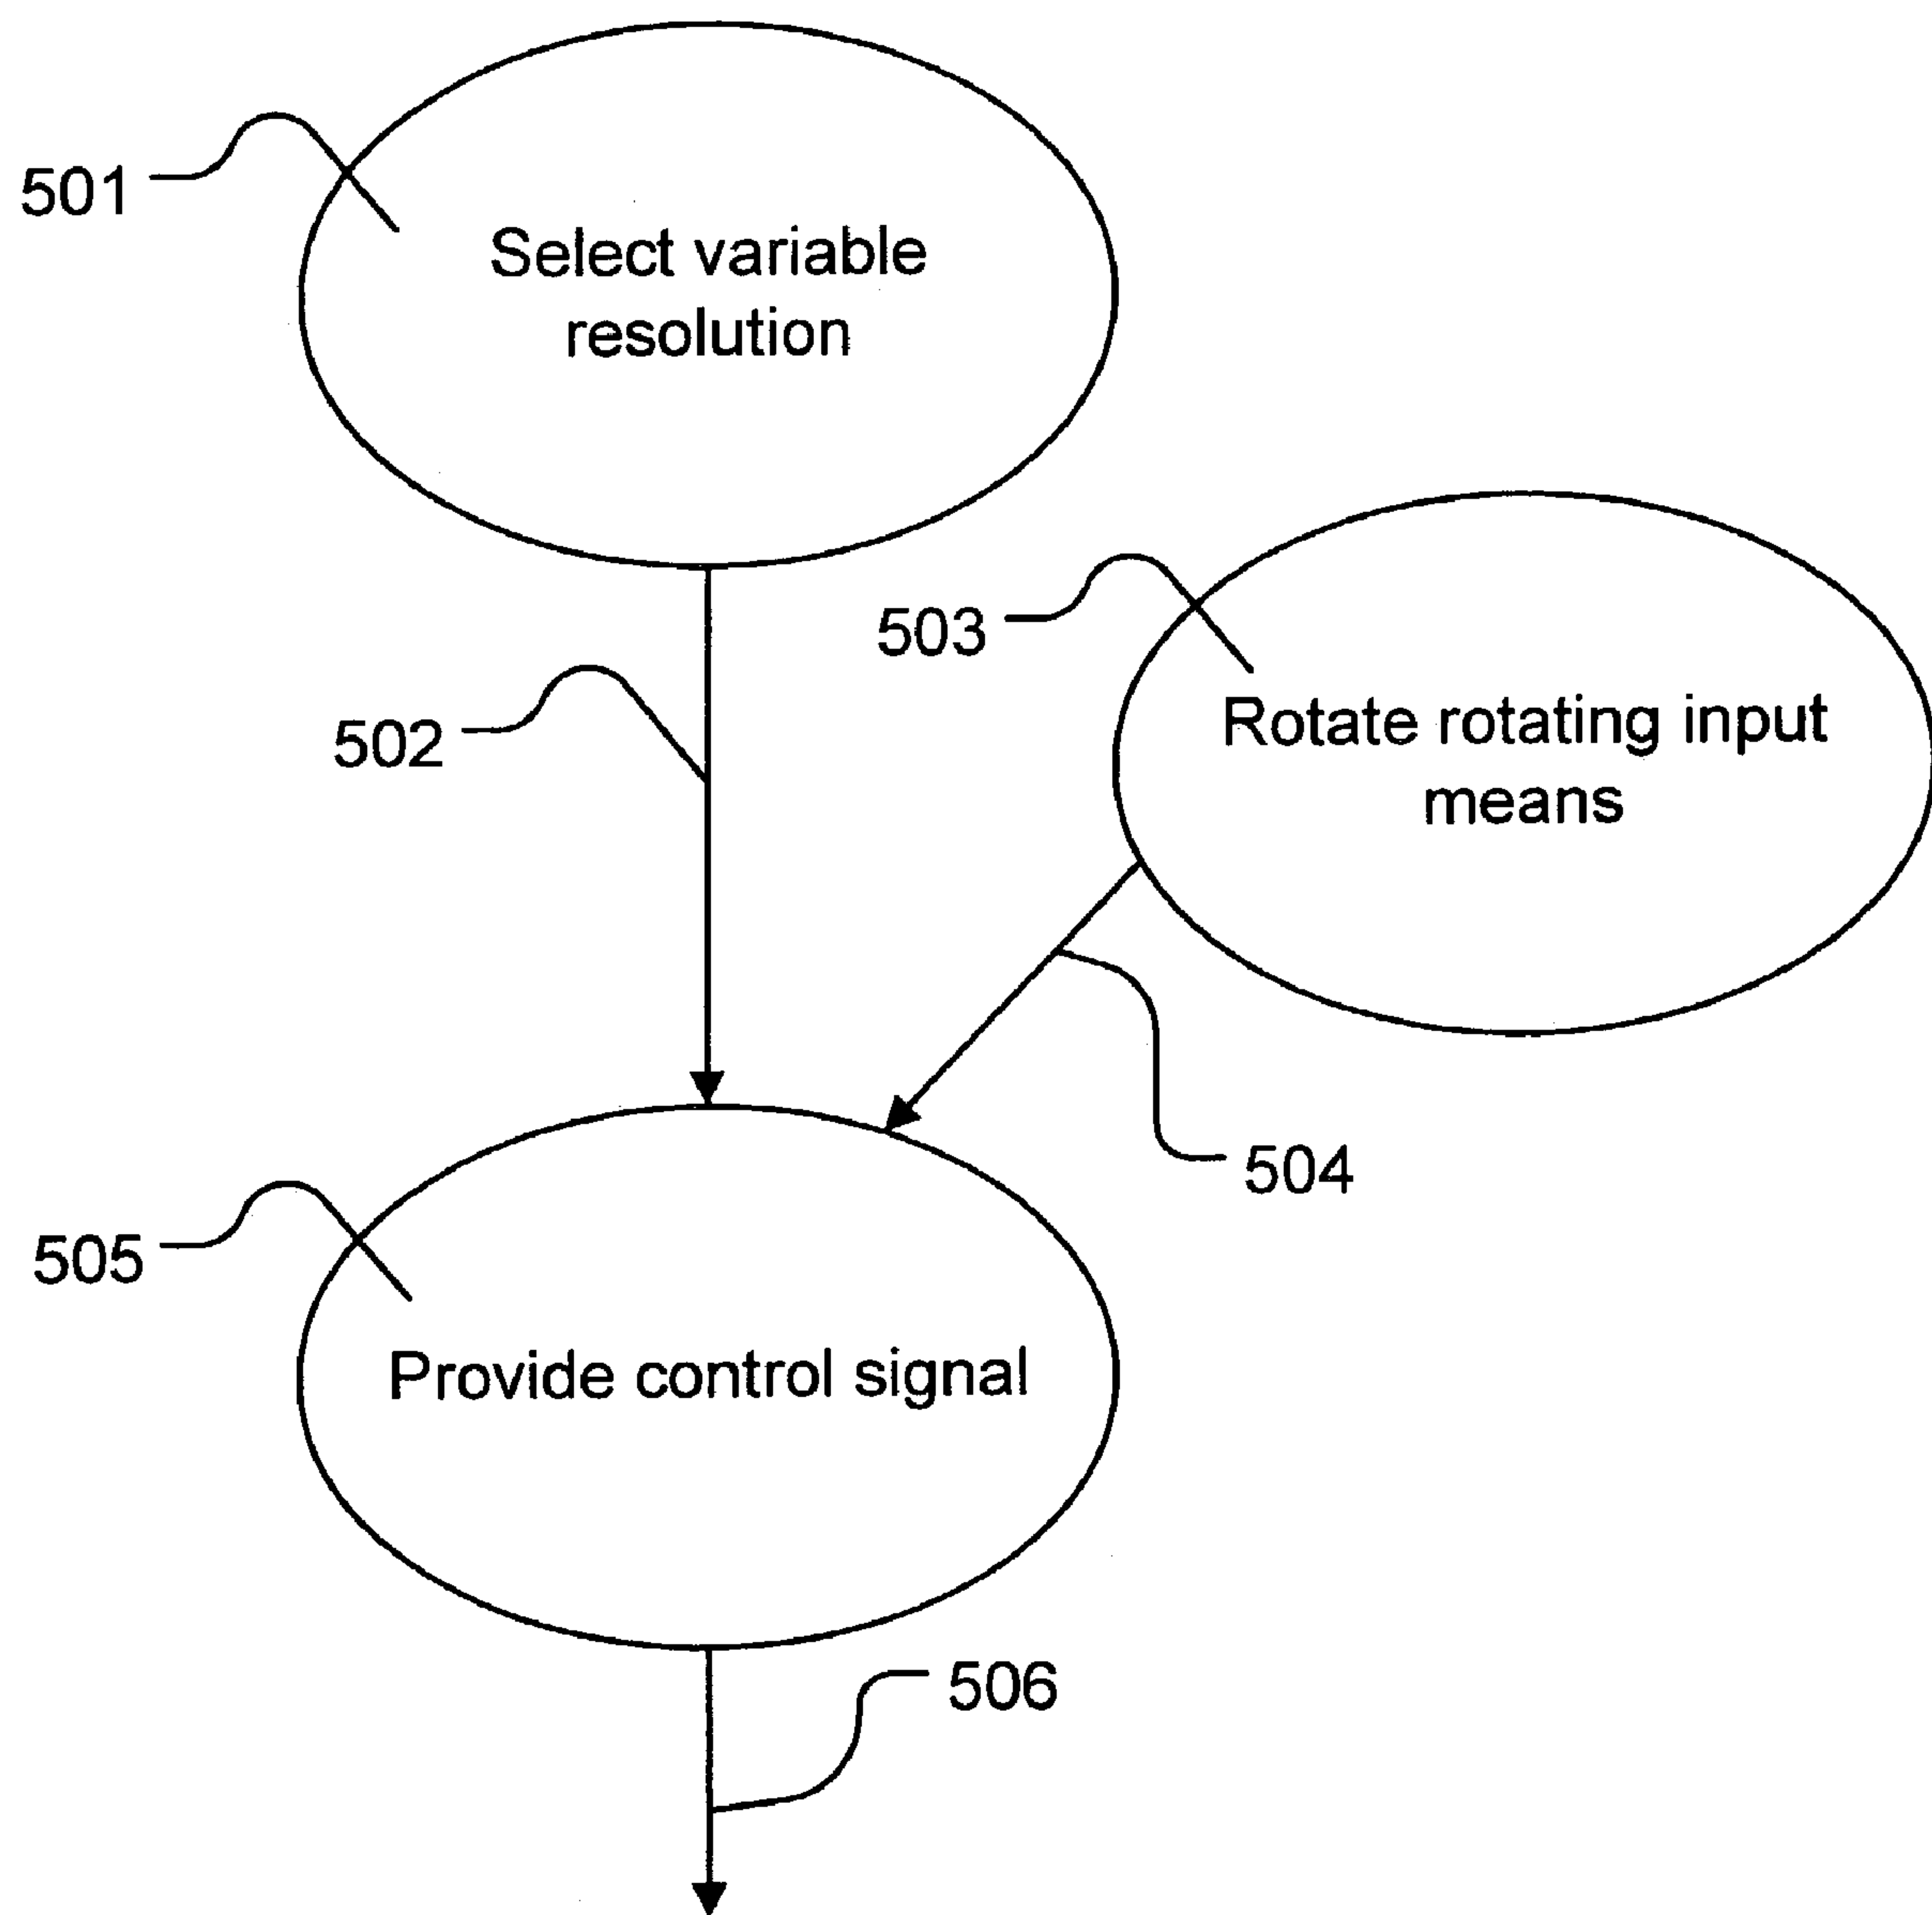 501
Select variable
resolution
503
502
Rotate rotating input
means
504
505
Provide control signal
506